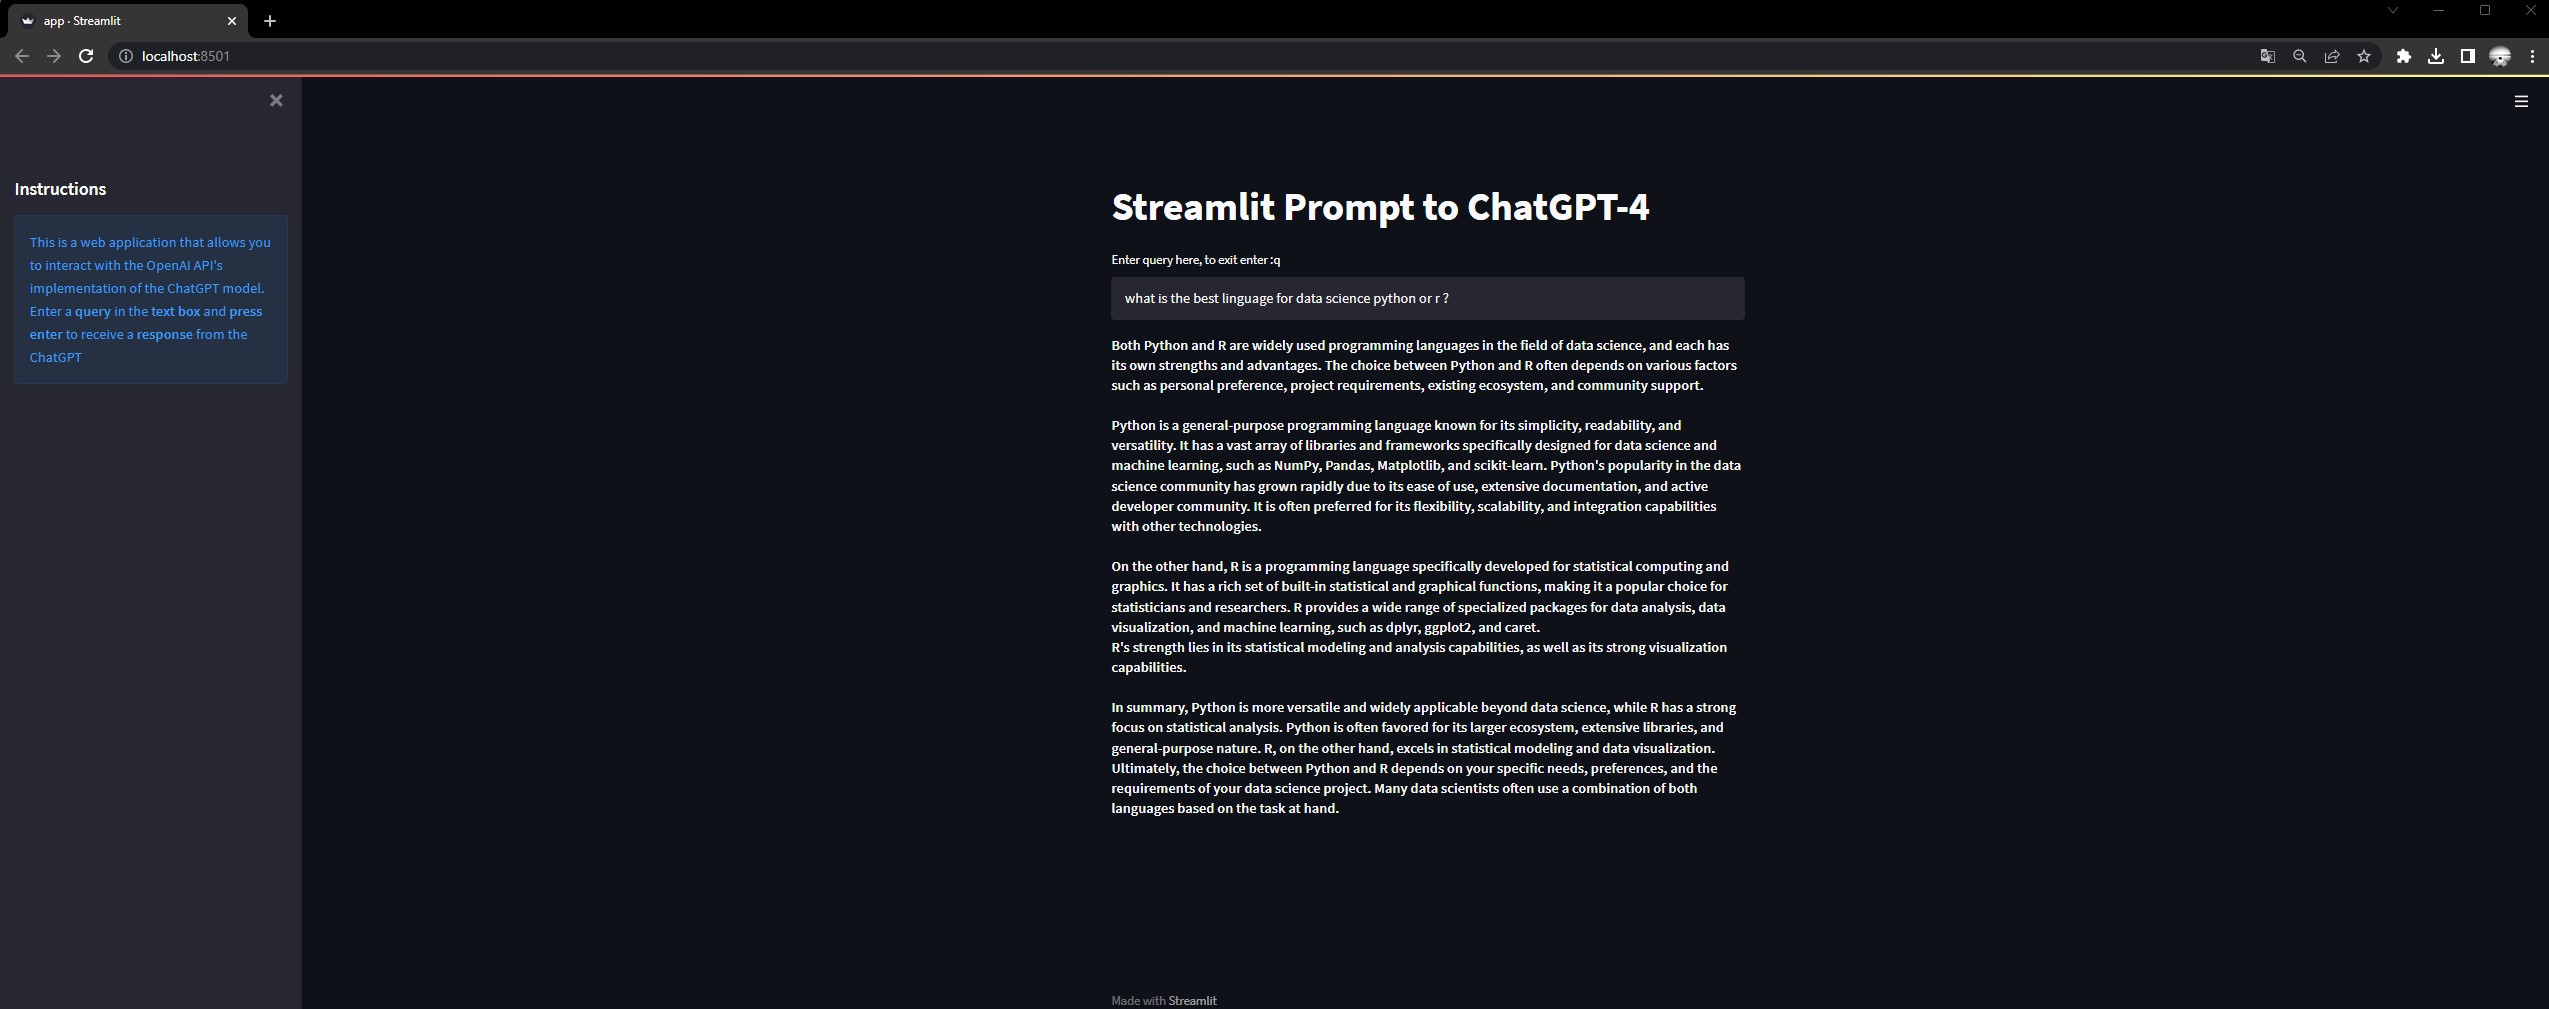 app · Streamlit
localhost:8501
Instructions
This is a web application that allows you
to interact with the OpenAI API's
implementation of the ChatGPT model.
Enter a query in the text box and press
enter to receive a response from the
ChatGPT
Streamlit Prompt to ChatGPT-4
Enter query here, to exit enter :q
what is the best linguage for data science python or r ?
Both Python and R are widely used programming languages in the field of data science, and each has
its own strengths and advantages. The choice between Python and R often depends on various factors
such as personal preference, project requirements, existing ecosystem, and community support.
Python is a general-purpose programming language known for its simplicity, readability, and
versatility. It has a vast array of libraries and frameworks specifically designed for data science and
machine learning, such as NumPy, Pandas, Matplotlib, and scikit-learn. Python's popularity in the data
science community has grown rapidly due to its ease of use, extensive documentation, and active
developer community. It is often preferred for its flexibility, scalability, and integration capabilities
with other technologies.
On the other hand, R is a programming language specifically developed for statistical computing and
graphics. It has a rich set of built-in statistical and graphical functions, making it a popular choice for
statisticians and researchers. R provides a wide range of specialized packages for data analysis, data
visualization, and machine learning, such as dplyr, ggplot2, and caret.
R's strength lies in its statistical modeling and analysis capabilities, as well as its strong visualization
capabilities.
In summary, Python is more versatile and widely applicable beyond data science, while R has a strong
focus on statistical analysis. Python is often favored for its larger ecosystem, extensive libraries, and
general-purpose nature. R, on the other hand, excels in statistical modeling and data visualization.
Ultimately, the choice between Python and R depends on your specific needs, preferences, and the
requirements of your data science project. Many data scientists often use a combination of both
languages based on the task at hand.
Made with Streamlit